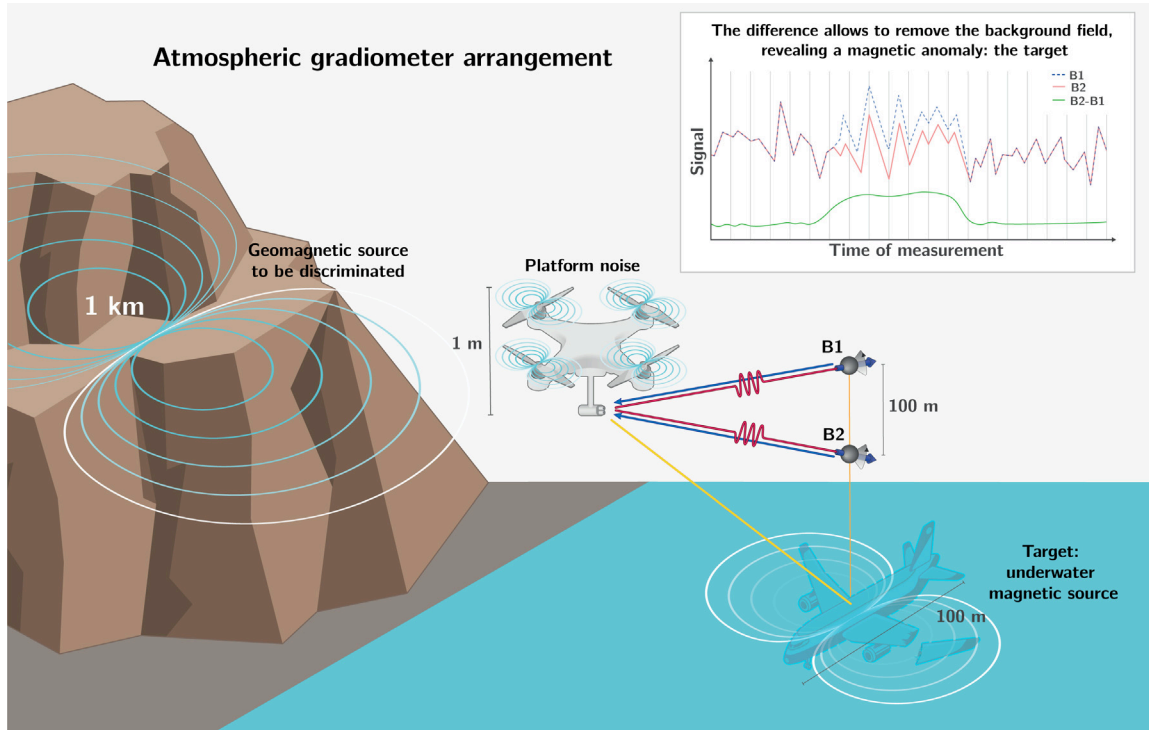 Atmospheric gradiometer arrangement
The difference allows to remove the background field,
revealing a magnetic anomaly: the target
B1
B2
B2-B1
Signal
Time of measurement
Geomagnetic source
to be discriminated
1 km
Platform noise
1 m
B1
100 m
B2
Target:
underwater
magnetic source
100 m